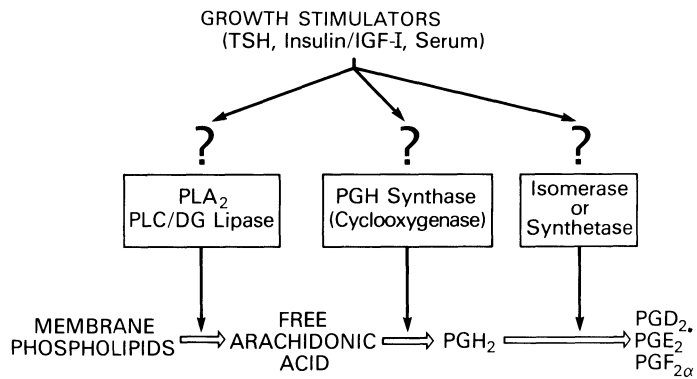 GROWTH STIMULATORS
(TSH, Insulin/IGF-I, Serum)
? ? ?
PLA₂
PLC/DG Lipase
PGH Synthase
(Cyclooxygenase)
Isomerase
or
Synthetase
MEMBRANE
PHOSPHOLIPIDS
FREE
ARACHIDONIC
ACID
PGH₂
PGD₂.
PGE₂
PGF₂α